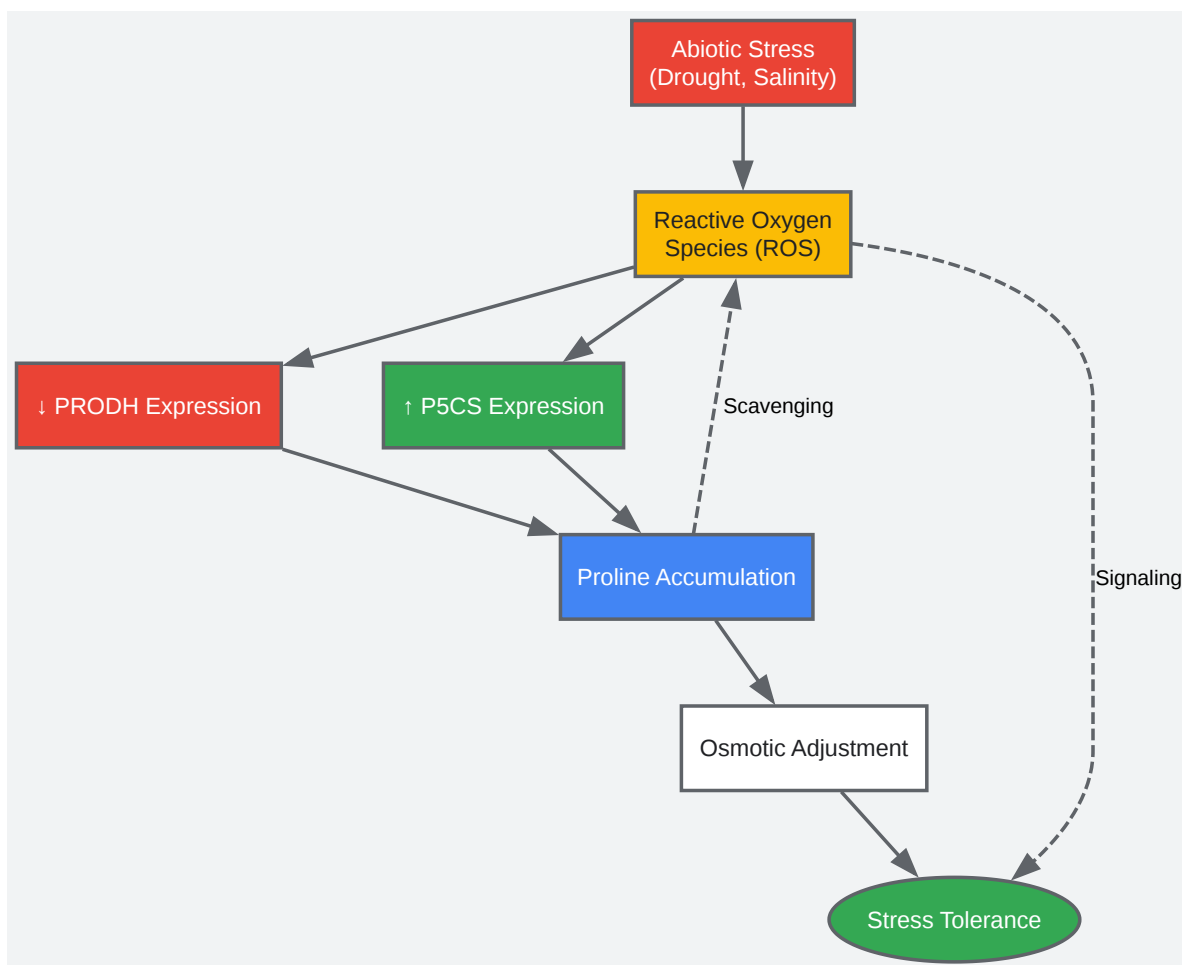 Abiotic Stress
(Drought, Salinity)
Reactive Oxygen
Species (ROS)
↓ PRODH Expression
↑ P5CS Expression
Scavenging
Proline Accumulation
Signaling
Osmotic Adjustment
Stress Tolerance